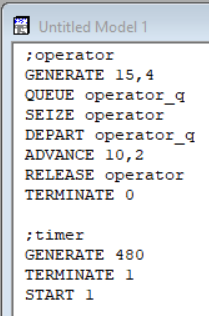 Untitled Model 1
;operator
GENERATE 15,4
QUEUE operator_q
SEIZE operator
DEPART operator_q
ADVANCE 10,2
RELEASE operator
TERMINATE 0
;timer
GENERATE 480
TERMINATE 1
START 1